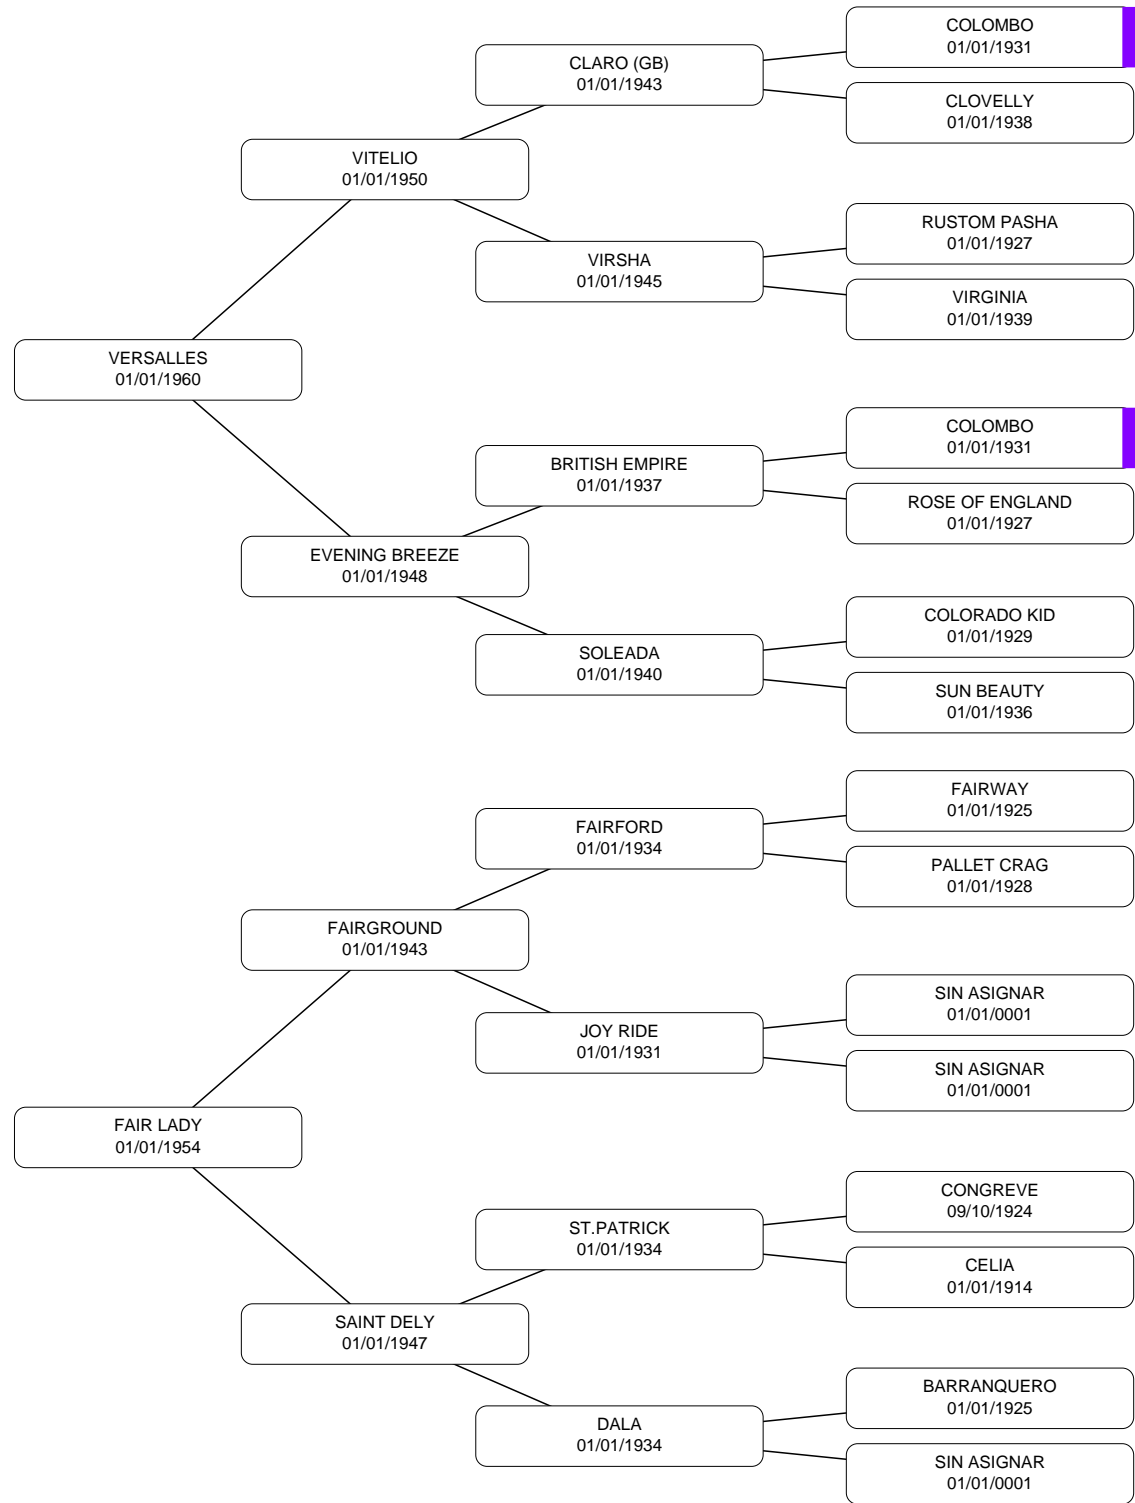 COLOMBO
01/01/1931
CLARO (GB)
01/01/1943
CLOVELLY
01/01/1938
VITELIO
01/01/1950
RUSTOM PASHA
01/01/1927
VIRSHA
01/01/1945
VIRGINIA
01/01/1939
VERSALLES
01/01/1960
COLOMBO
01/01/1931
BRITISH EMPIRE
01/01/1937
ROSE OF ENGLAND
01/01/1927
EVENING BREEZE
01/01/1948
COLORADO KID
01/01/1929
SOLEADA
01/01/1940
SUN BEAUTY
01/01/1936
FAIRWAY
01/01/1925
FAIRFORD
01/01/1934
PALLET CRAG
01/01/1928
FAIRGROUND
01/01/1943
SIN ASIGNAR
01/01/0001
JOY RIDE
01/01/1931
SIN ASIGNAR
01/01/0001
FAIR LADY
01/01/1954
CONGREVE
09/10/1924
ST.PATRICK
01/01/1934
CELIA
01/01/1914
SAINT DELY
01/01/1947
BARRANQUERO
01/01/1925
DALA
01/01/1934
SIN ASIGNAR
01/01/0001